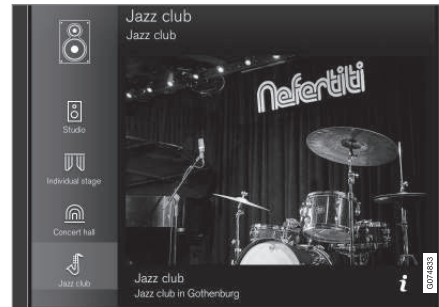 Jazz club
Jazz club
Nefertiti
Studio
Individual stage
Concert hall
Jazz club
Jazz club
Jazz club in Gothenburg
i
G074833